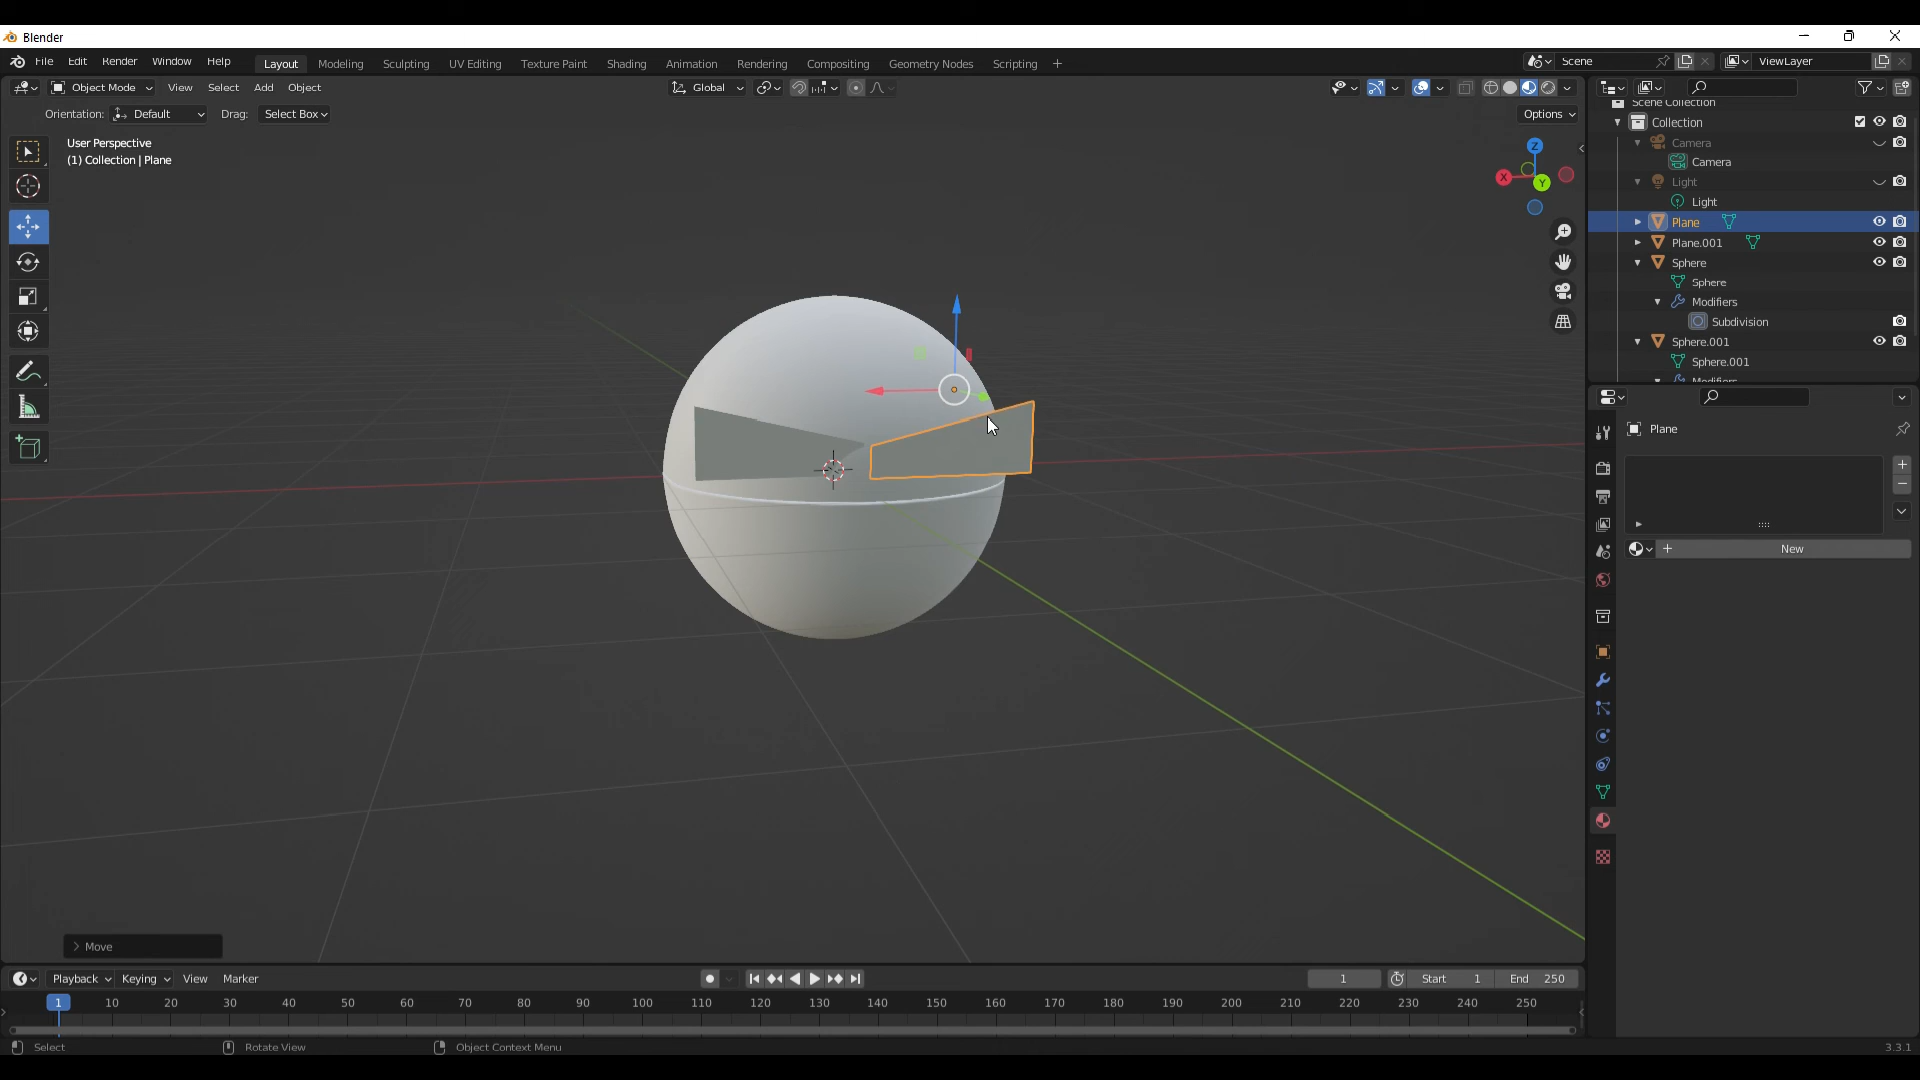 Blender
File Edit Render Window Help Layout Modeling Sculpting UV Editing Texture Paint Shading Animation Rendering Compositing Geometry Nodes Scripting + Scene ViewLayer
Object Mode View Select Add Object Global
Orientation: Default Drag: Select Box Options
User Perspective
(1) Collection | Plane
Z
X
Y
Scene Collection
Collection
Camera
Camera
Light
Light
Plane
Plane.001
Sphere
Sphere
Modifiers
Subdivision
Sphere.001
Sphere.001
Modifiers
Plane
New
Move
Playback Keying View Marker 1 Start 1 End 250
1 10 20 30 40 50 60 70 80 90 100 110 120 130 140 150 160 170 180 190 200 210 220 230 240 250
Select Rotate View Object Context Menu 3.3.1